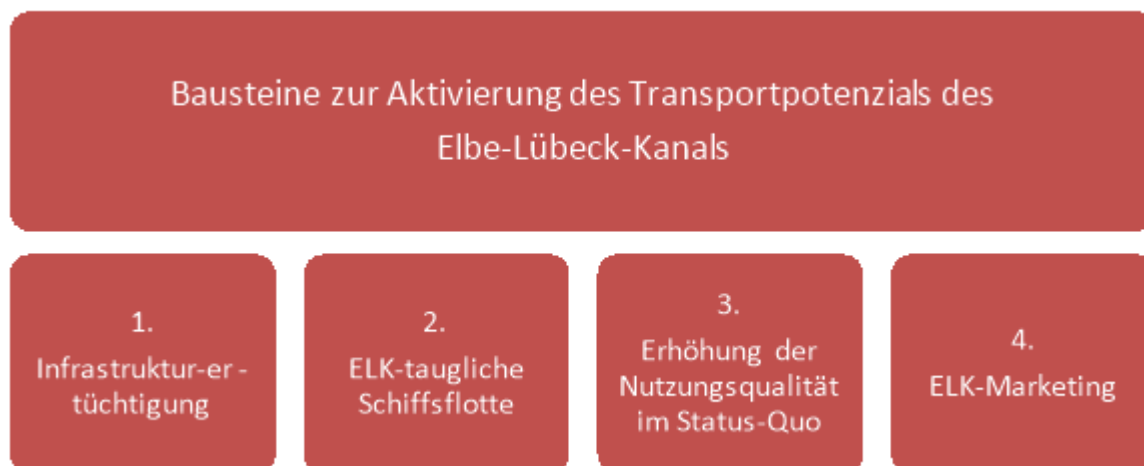 Bausteine zur Aktivierung des Transportpotenzials des
Elbe-Lübeck-Kanals
1.
Infrastruktur-er -
tüchtigung
2.
ELK-taugliche
Schiffsflotte
3.
Erhöhung der
Nutzungsqualität
im Status-Quo
4.
ELK-Marketing